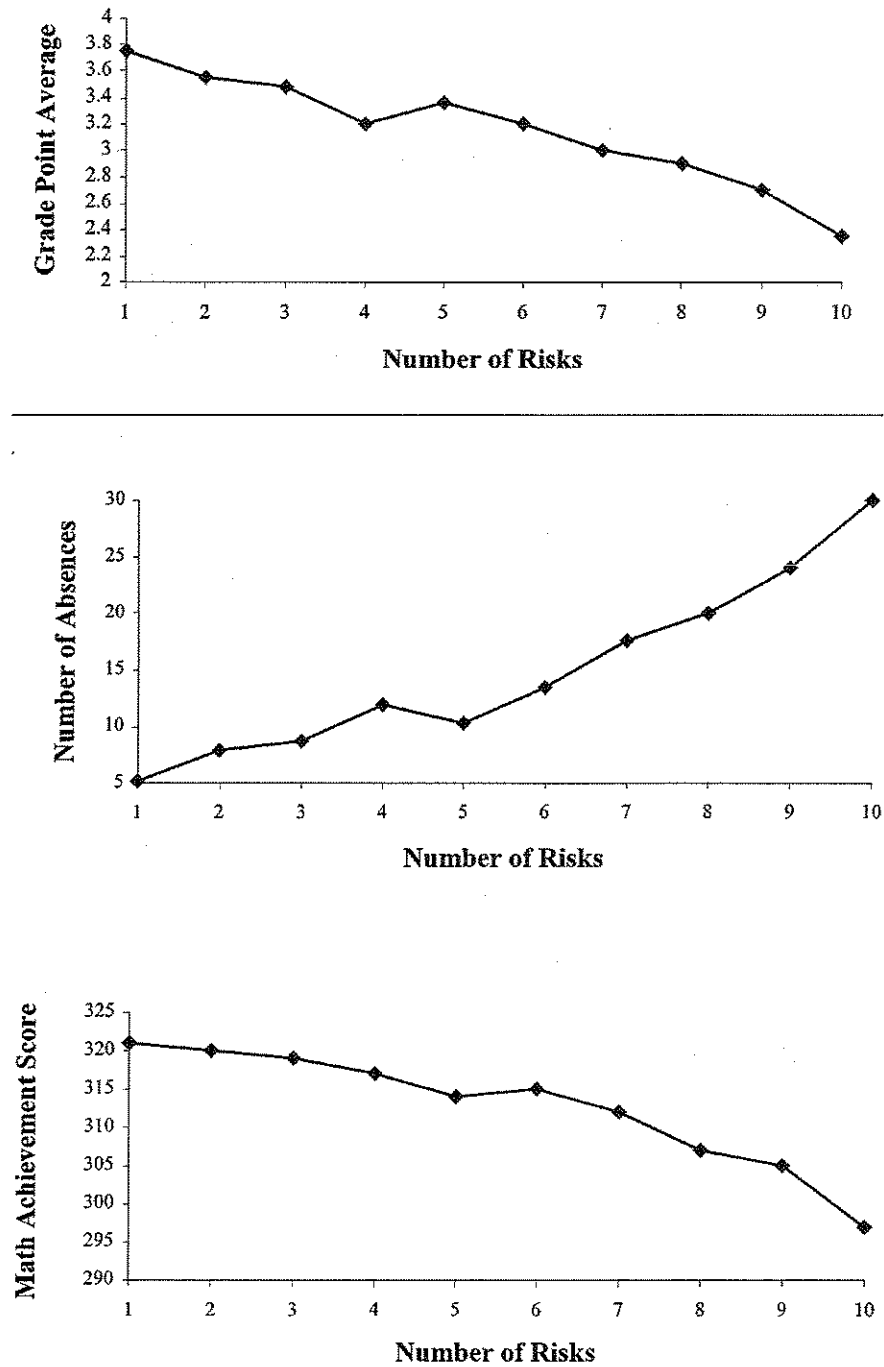 Grade Point Average
4
3.8
3.6
3.4
3.2
3
2.8
2.6
2.4
2.2
2
1 2 3 4 5 6 7 8 9 10
Number of Risks
Number of Absences
30
25
20
15
10
5
1 2 3 4 5 6 7 8 9 10
Number of Risks
Math Achievement Score
325
320
315
310
305
300
295
290
1 2 3 4 5 6 7 8 9 10
Number of Risks